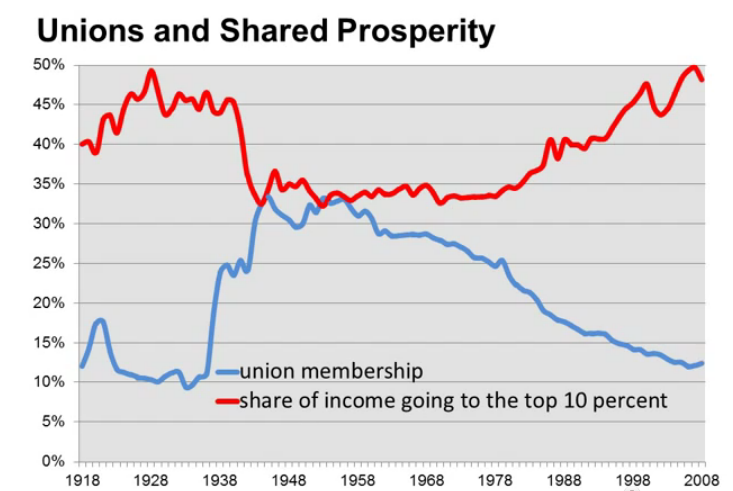 Unions and Shared Prosperity
50%
45%
40%
35%
30%
25%
20%
15%
10%
5%
0%
union membership
share of income going to the top 10 percent
1918 1928 1938 1948 1958 1968 1978 1988 1998 2008